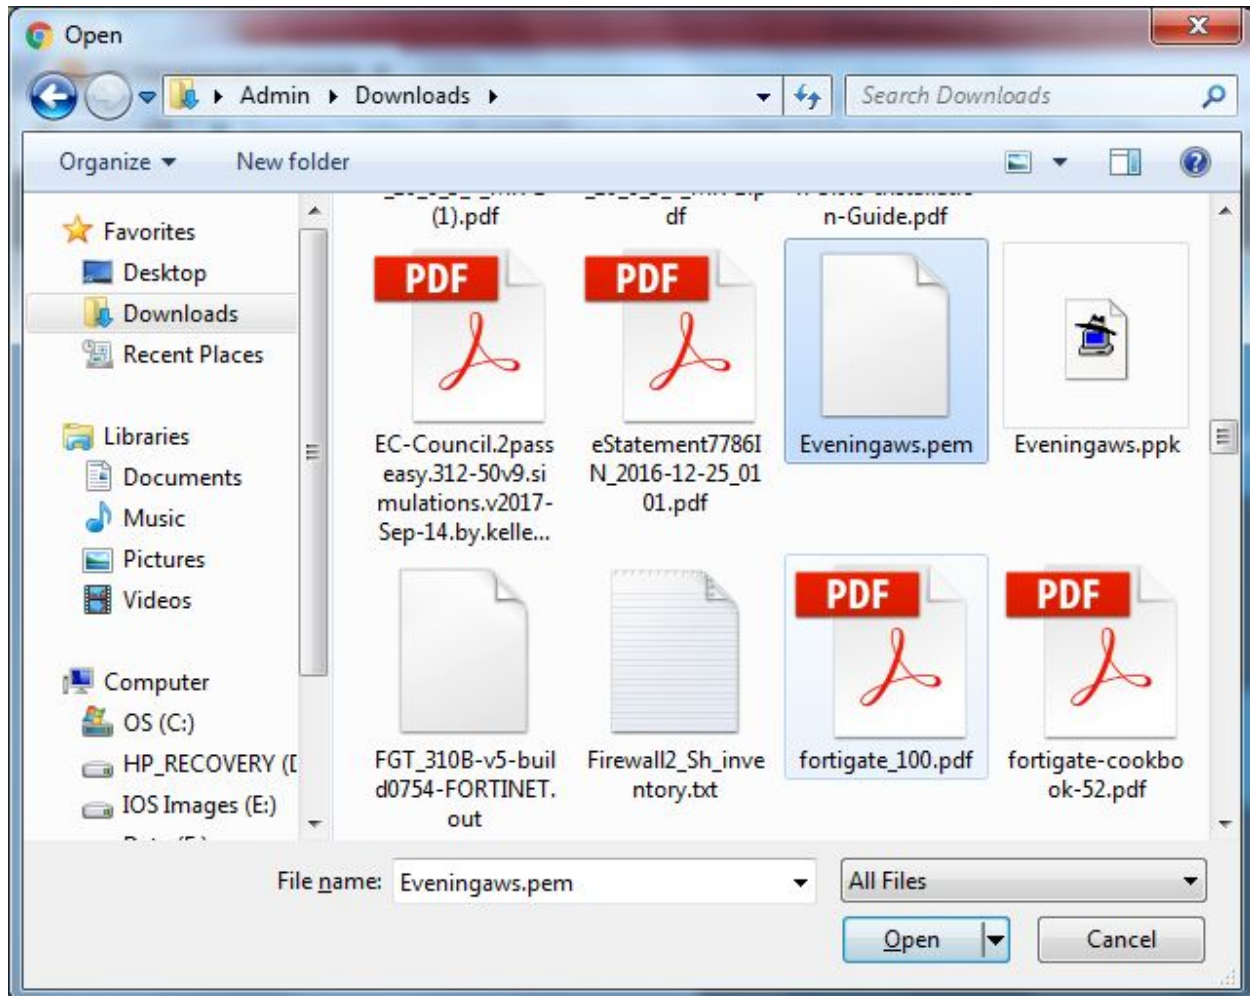 Open
Admin
Downloads
Search Downloads
Organize
New folder
Favorites
Desktop
Downloads
Recent Places
Libraries
Documents
Music
Pictures
Videos
Computer
OS (C:)
HP_RECOVERY (D
IOS Images (E:)
(1).pdf
df
n-Guide.pdf
PDF
EC-Council.2pass
easy.312-50v9.si
mulations.v2017-
Sep-14.by.kelle...
PDF
eStatement7786I
N_2016-12-25_01
01.pdf
Eveningaws.pem
Eveningaws.ppk
FGT_310B-v5-buil
d0754-FORTINET.
out
Firewall2_Sh_inve
ntory.txt
PDF
fortigate_100.pdf
PDF
fortigate-cookbo
ok-52.pdf
File name:
Eveningaws.pem
All Files
Open
Cancel